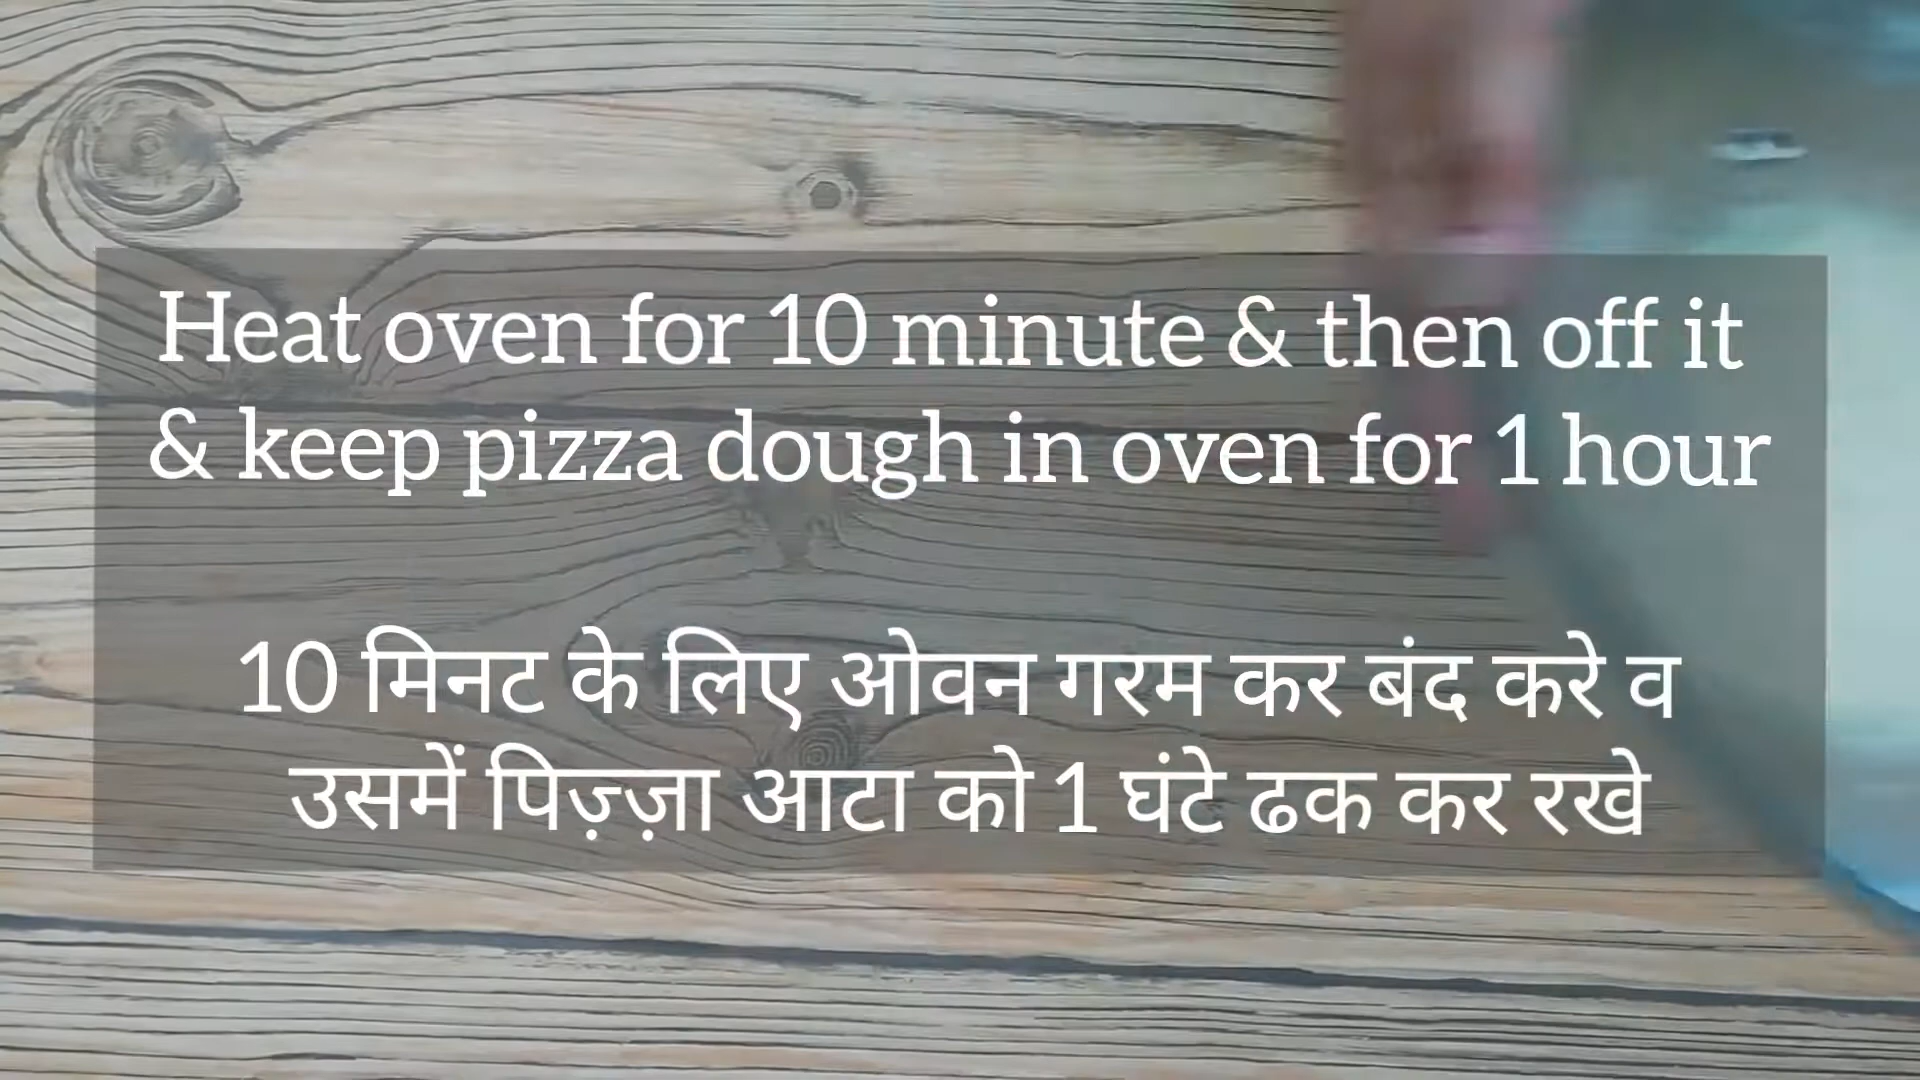 Heat oven for 10 minute & then off it
& keep pizza dough in oven for 1 hour
10 मिनट के लिए ओवन गरम कर बंद करे व
उसमें पिज़्ज़ा आटा को 1 घंटे ढक कर रखे